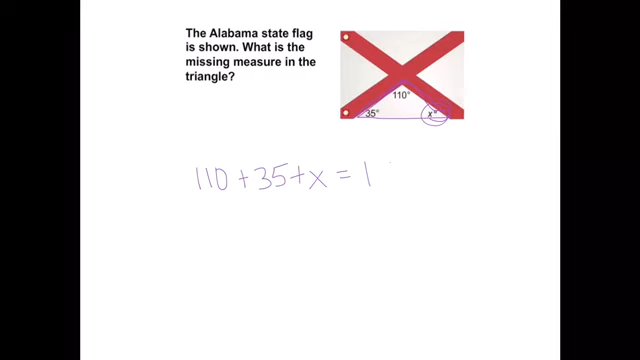 The Alabama state flag
is shown. What is the
missing measure in the
triangle?
110°
35°
x°
110 + 35 + x = 1